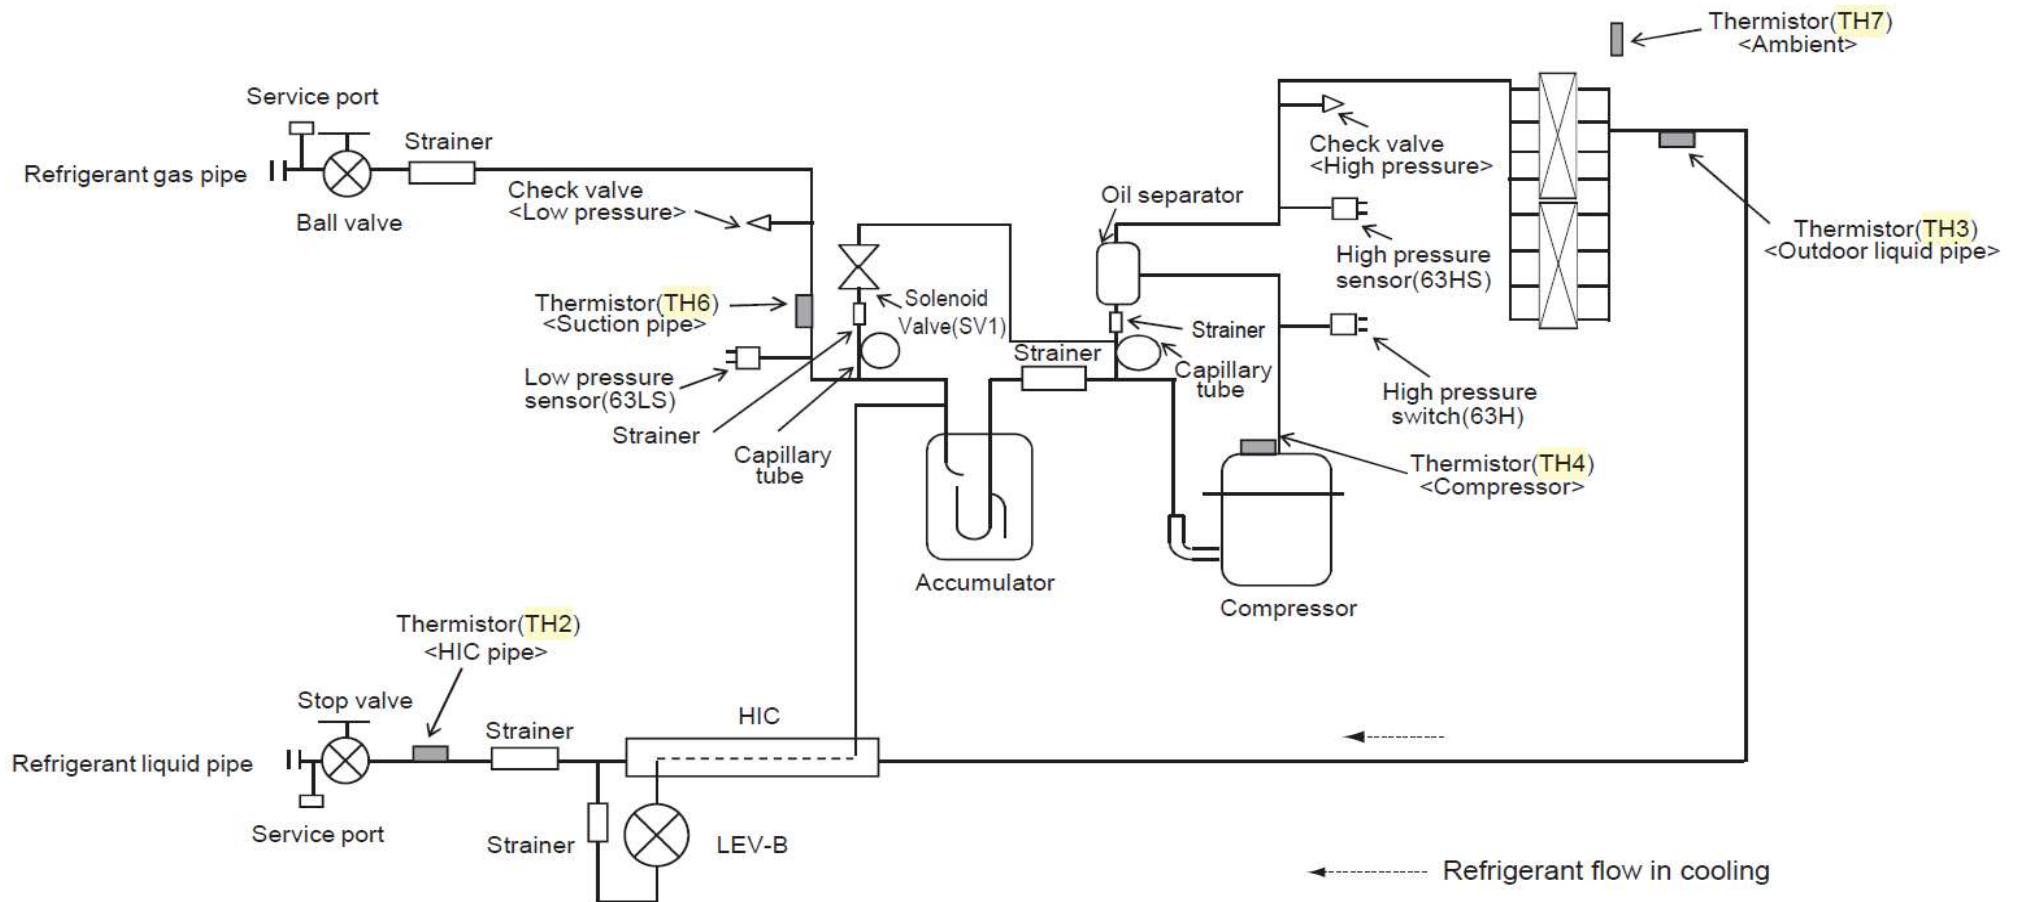 Thermistor(TH7)
<Ambient>
Service port
Strainer
Refrigerant gas pipe
Ball valve
Check valve
<Low pressure>
Check valve
<High pressure>
Oil separator
High pressure
sensor(63HS)
Thermistor(TH3)
<Outdoor liquid pipe>
Thermistor(TH6)
<Suction pipe>
Solenoid
Valve(SV1)
Strainer
Strainer
Capillary
tube
Low pressure
sensor(63LS)
Strainer
Capillary
tube
High pressure
switch(63H)
Thermistor(TH4)
<Compressor>
Accumulator
Compressor
Thermistor(TH2)
<HIC pipe>
Stop valve
Strainer
HIC
Refrigerant liquid pipe
Service port
Strainer
LEV-B
Refrigerant flow in cooling